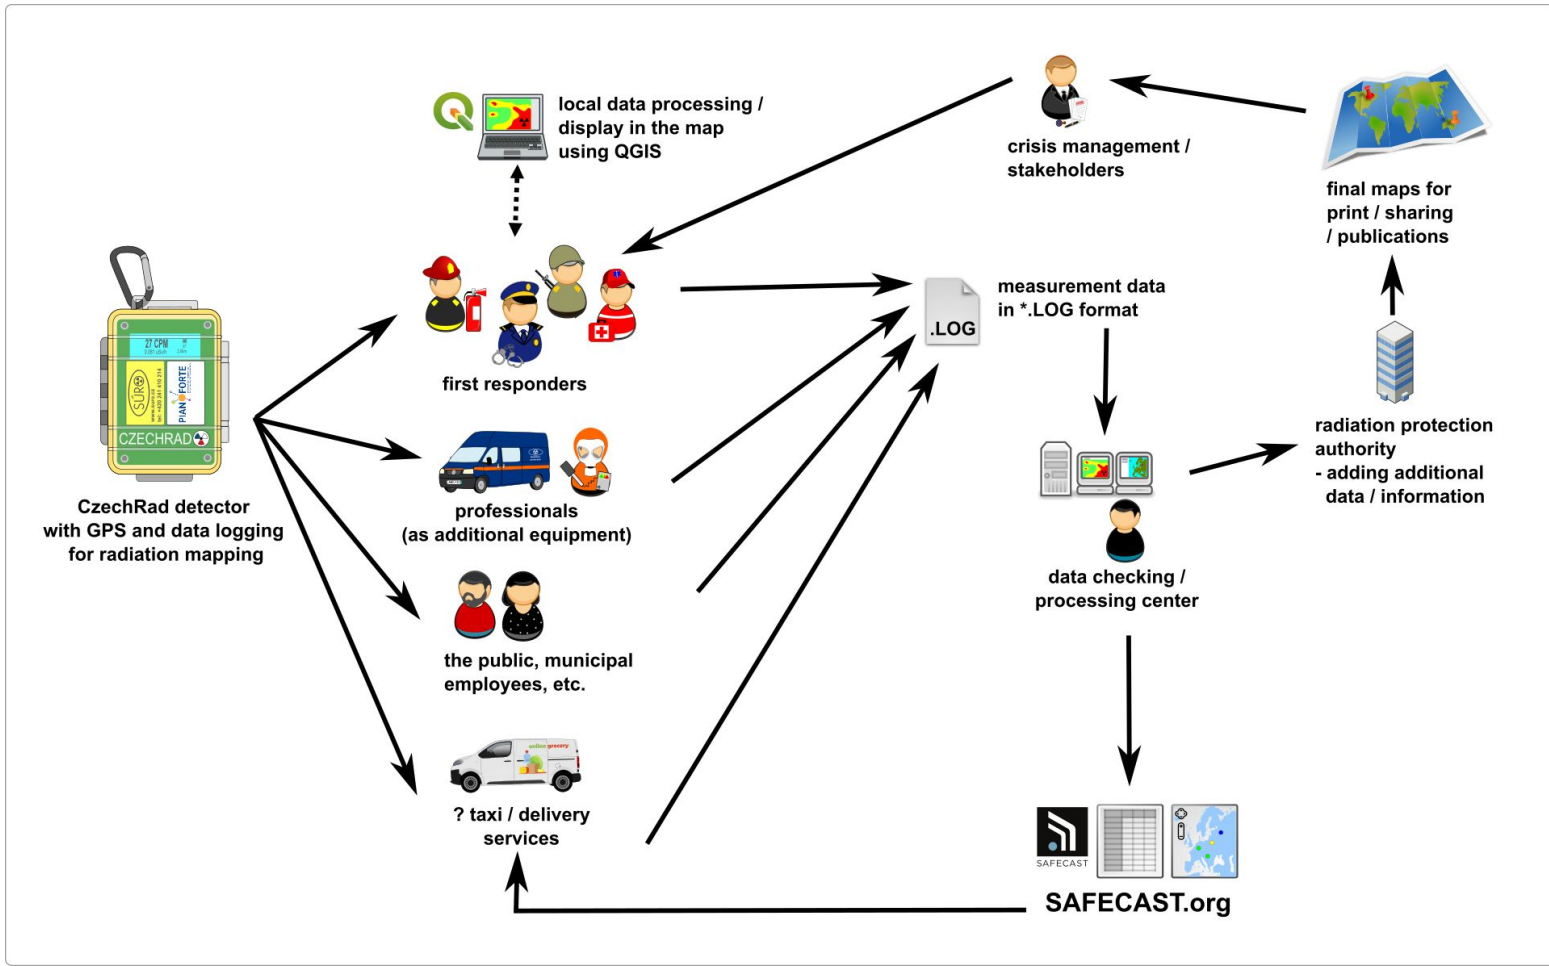 local data processing /
display in the map
using QGIS
crisis management /
stakeholders
final maps for
print / sharing
/ publications
27 CPM
SÚRO
PIANOFORTE
CZECHRAD
CzechRad detector
with GPS and data logging
for radiation mapping
first responders
.LOG
measurement data
in *.LOG format
professionals
(as additional equipment)
radiation protection
authority
- adding additional
data / information
data checking /
processing center
the public, municipal
employees, etc.
online grocery
? taxi / delivery
services
SAFECAST
SAFECAST.org